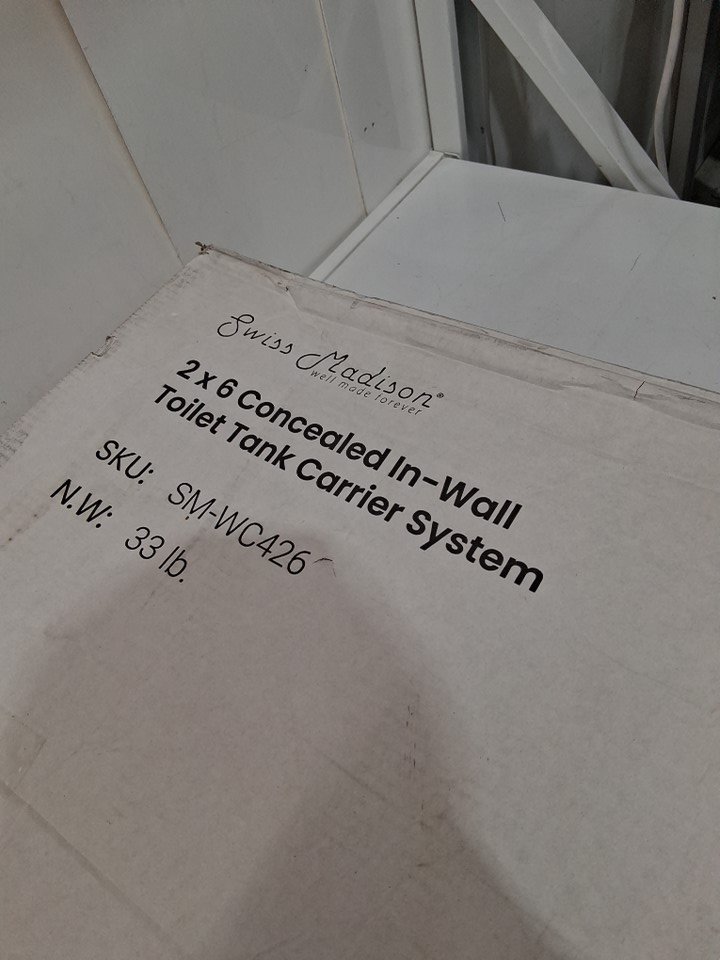 Swiss Madison®
well made forever
2 x 6 Concealed In-Wall
Toilet Tank Carrier System
SKU: SM-WC426
N.W: 33 lb.